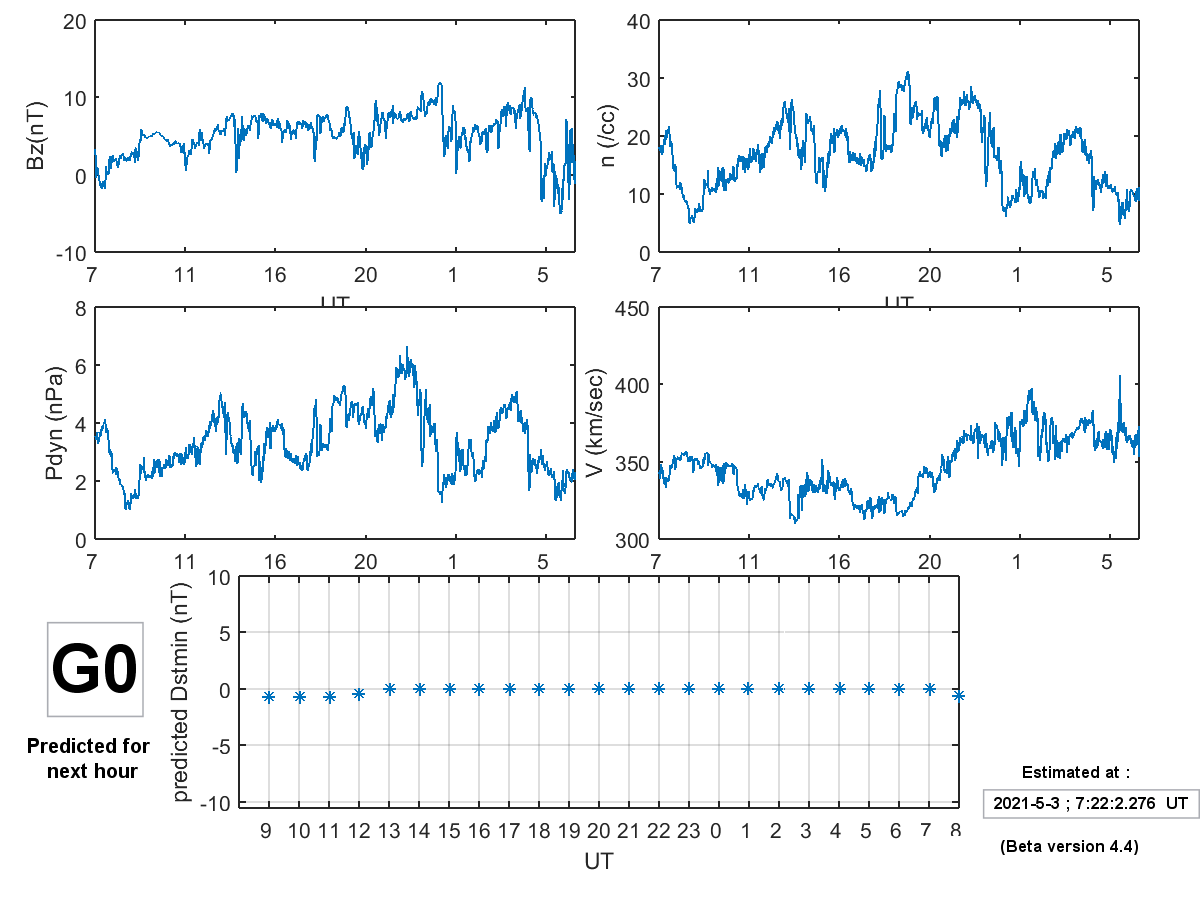 20
10
0
-10
Bz(nT)
7 11 16 20 1 5
UT
40
30
20
10
0
n (/cc)
7 11 16 20 1 5
UT
8
6
4
2
0
Pdyn (nPa)
7 11 16 20 1 5
450
400
350
300
V (km/sec)
7 11 16 20 1 5
10
5
0
-5
-10
predicted Dstmin (nT)
9 10 11 12 13 14 15 16 17 18 19 20 21 22 23 0 1 2 3 4 5 6 7 8
UT
G0
Predicted for
next hour
Estimated at :
2021-5-3 ; 7:22:2.276 UT
(Beta version 4.4)